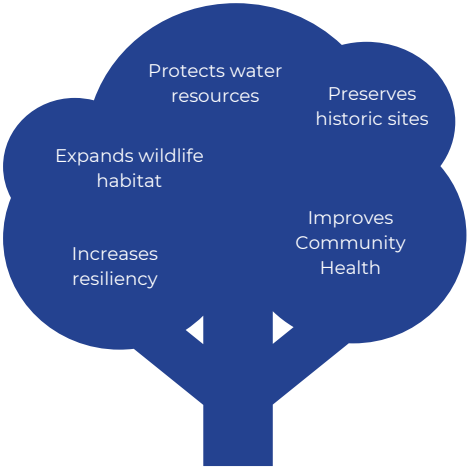 Protects water
resources
Preserves
historic sites
Expands wildlife
habitat
Improves
Community
Health
Increases
resiliency